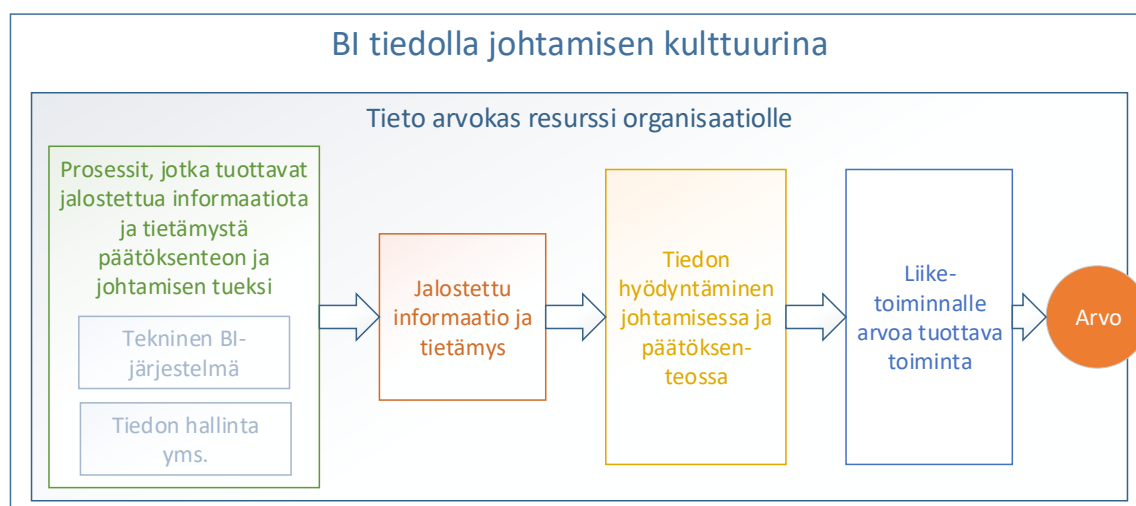 BI tiedolla johtamisen kulttuurina
Tieto arvokas resurssi organisaatiolle
Prosessit, jotka tuottavat
jalostettua informaatiota
ja tietämystä
päätöksenteon ja
johtamisen tueksi
Tekninen BI-
järjestelmä
Tiedon hallinta
yms.
Jalostettu
informaatio ja
tietämys
Tiedon
hyödyntäminen
johtamisessa ja
päätöksen-
teossa
Liike-
toiminnalle
arvoa tuottava
toiminta
Arvo